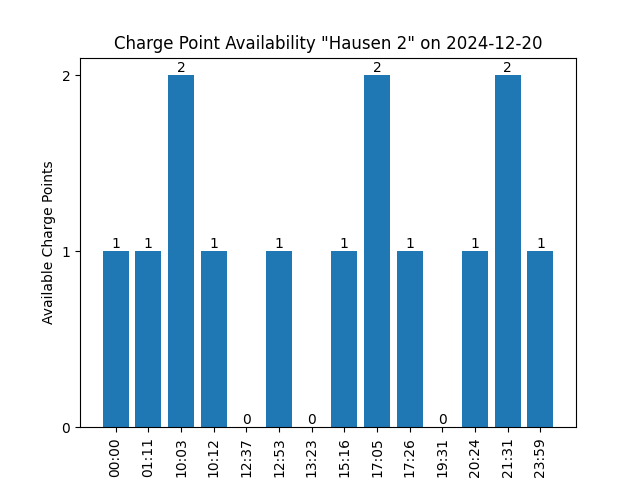 Charge Point Availability "Hausen 2" on 2024-12-20
Available Charge Points
2
1
0
1 1 2 1 0 1 0 1 2 1 0 1 2 1
00:00 01:11 10:03 10:12 12:37 12:53 13:23 15:16 17:05 17:26 19:31 20:24 21:31 23:59